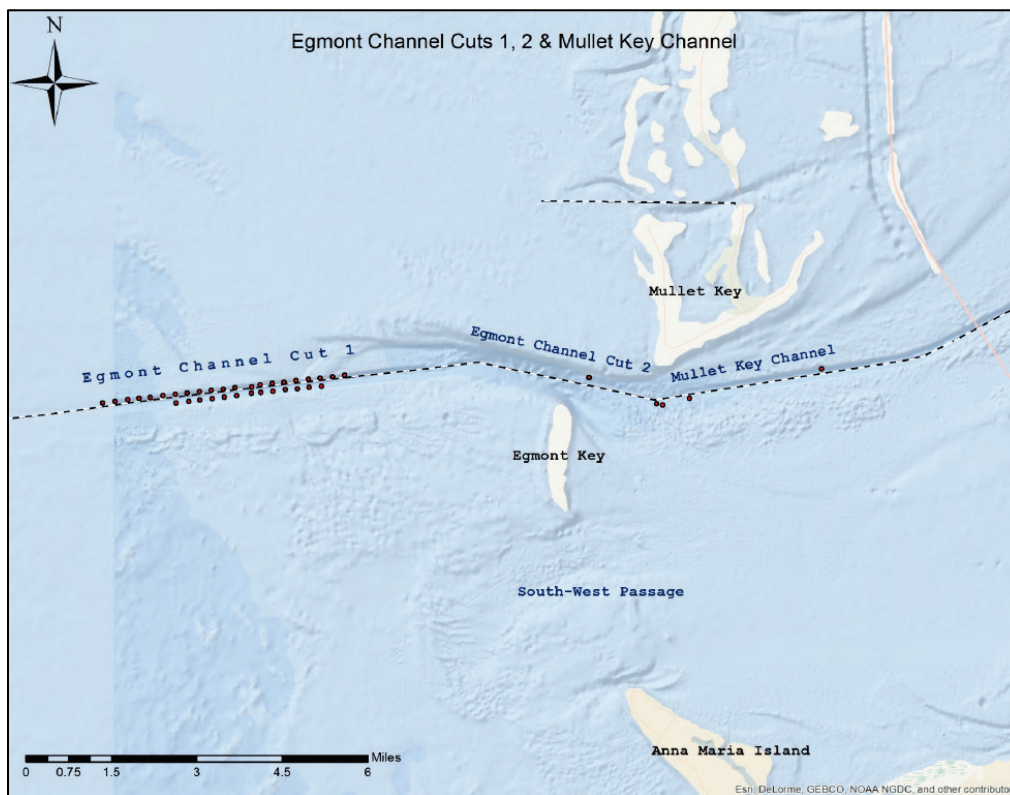 Egmont Channel Cuts 1, 2 & Mullet Key Channel
N
Mullet Key
Egmont Channel Cut 1
Egmont Channel Cut 2
Mullet Key Channel
Egmont Key
South-West Passage
Anna Maria Island
Miles
0 0.75 1.5 3 4.5 6
Esri, DeLorme, GEBCO, NOAA NGDC, and other contributor